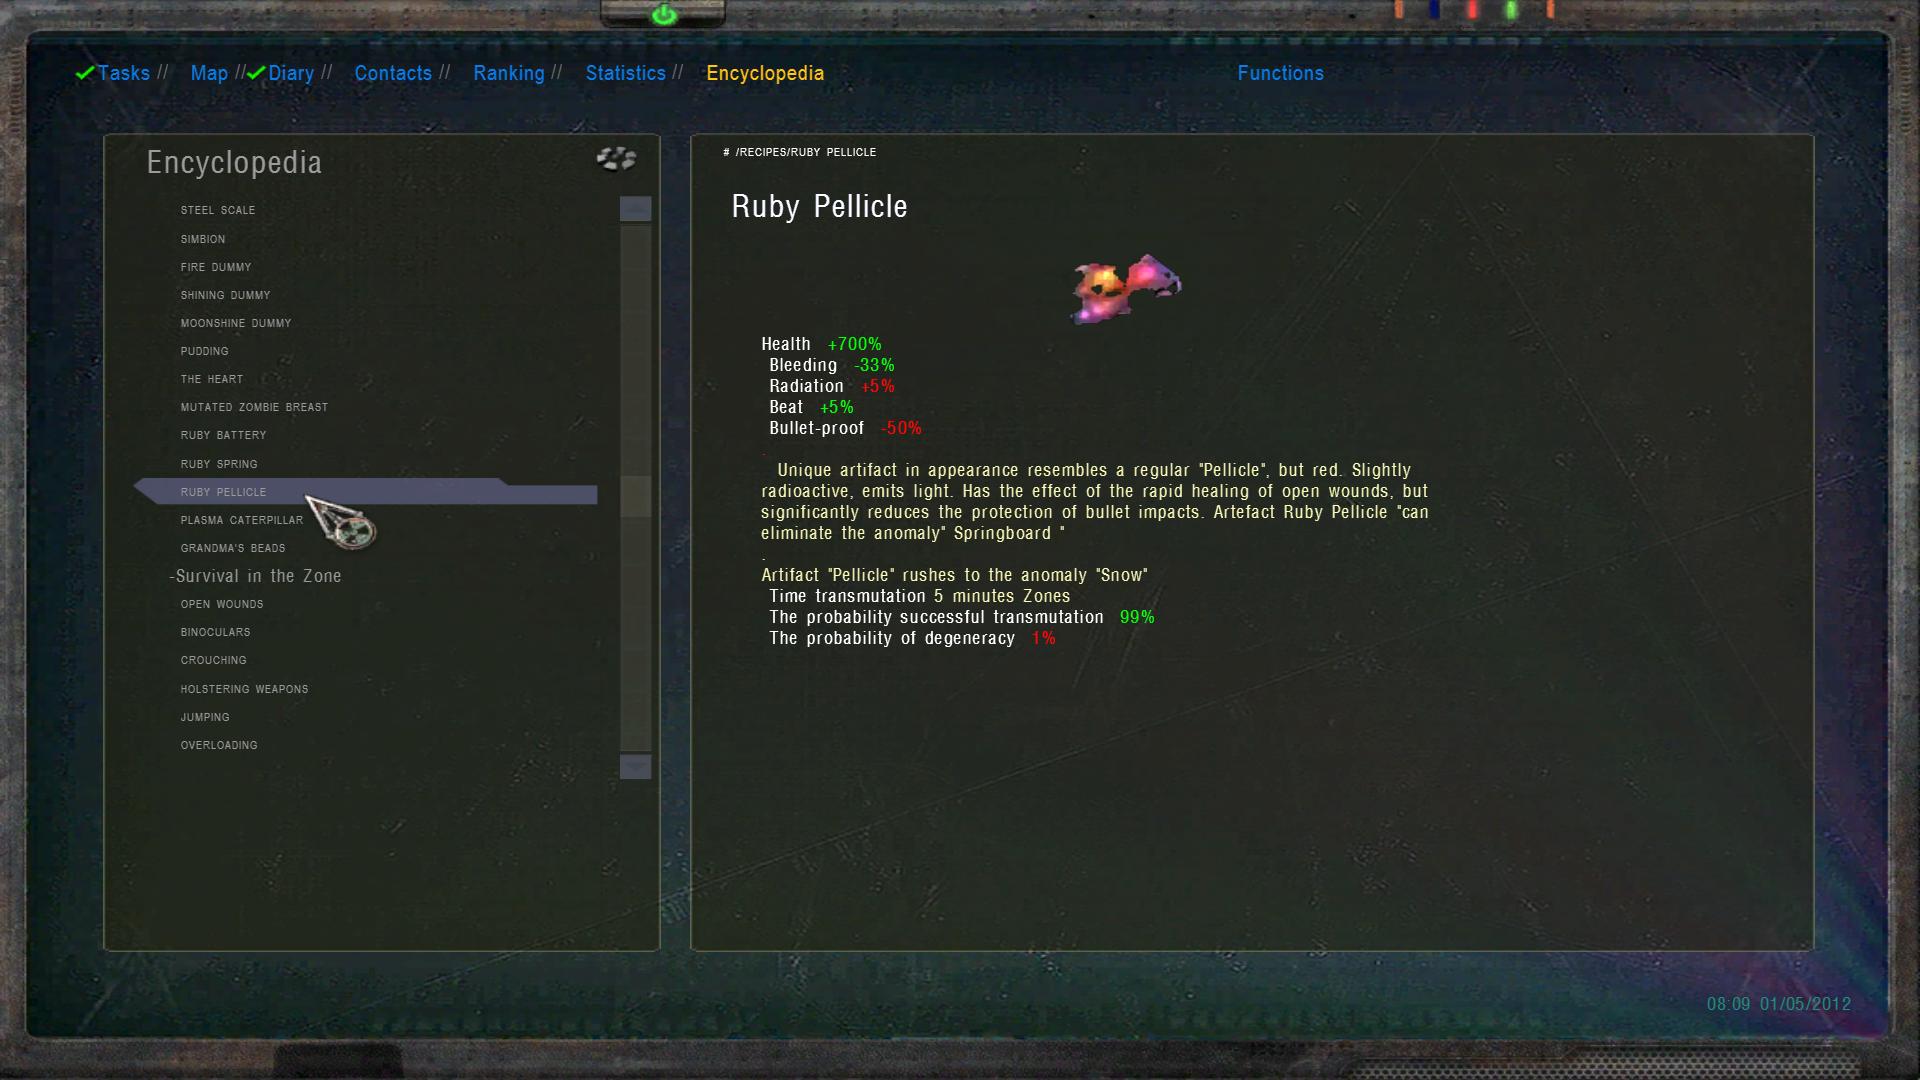 Tasks // Map // Diary // Contacts // Ranking // Statistics // Encyclopedia Functions
Encyclopedia
STEEL SCALE
SIMBION
FIRE DUMMY
SHINING DUMMY
MOONSHINE DUMMY
PUDDING
THE HEART
MUTATED ZOMBIE BREAST
RUBY BATTERY
RUBY SPRING
RUBY PELLICLE
PLASMA CATERPILLAR
GRANDMA'S BEADS
-Survival in the Zone
OPEN WOUNDS
BINOCULARS
CROUCHING
HOLSTERING WEAPONS
JUMPING
OVERLOADING
# /RECIPES/RUBY PELLICLE
Ruby Pellicle
Health +700%
Bleeding -33%
Radiation +5%
Beat +5%
Bullet-proof -50%
.
Unique artifact in appearance resembles a regular "Pellicle", but red. Slightly
radioactive, emits light. Has the effect of the rapid healing of open wounds, but
significantly reduces the protection of bullet impacts. Artefact Ruby Pellicle "can
eliminate the anomaly" Springboard "
.
Artifact "Pellicle" rushes to the anomaly "Snow"
Time transmutation 5 minutes Zones
The probability successful transmutation 99%
The probability of degeneracy 1%
08:09 01/05/2012